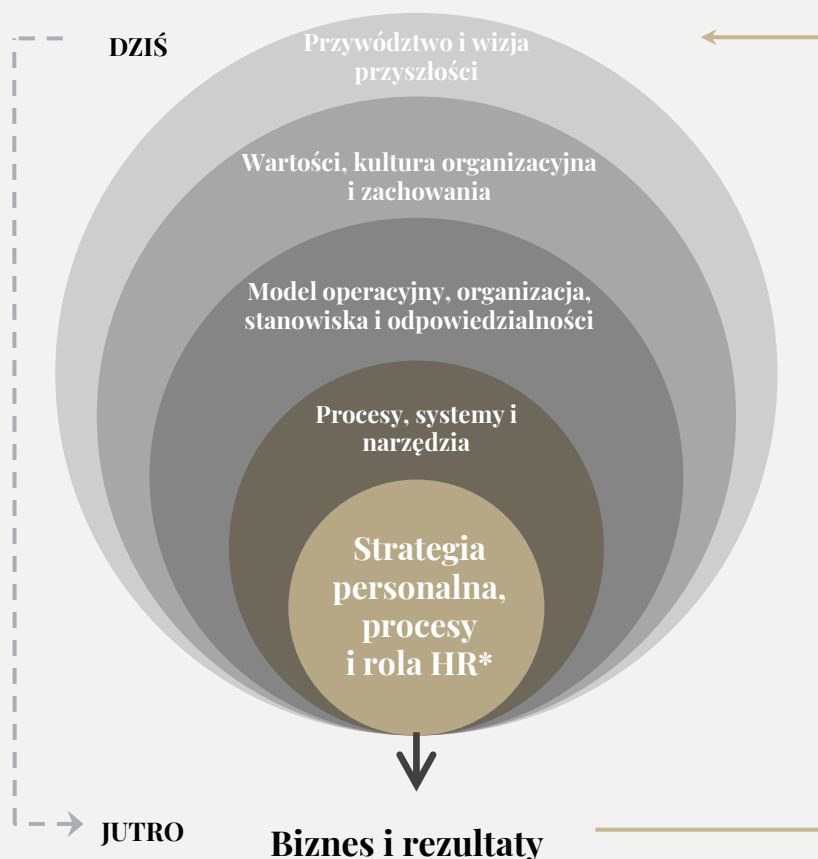 DZIŚ
Przywództwo i wizja
przyszłości
Wartości, kultura organizacyjna
i zachowania
Model operacyjny, organizacja,
stanowiska i odpowiedzialności
Procesy, systemy i
narzędzia
Strategia
personalna,
procesy
i rola HR*
JUTRO
Biznes i rezultaty